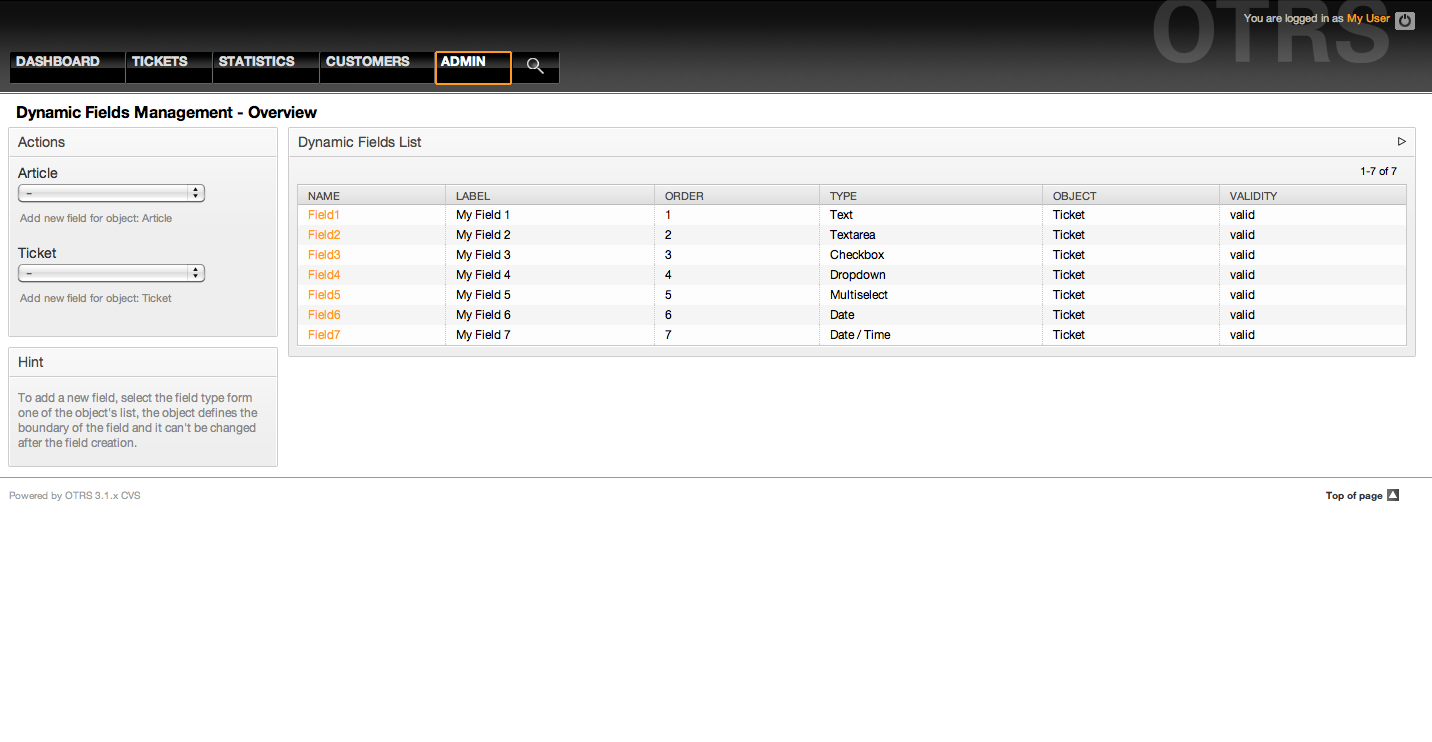 OTRS
You are logged in as My User
DASHBOARD TICKETS STATISTICS CUSTOMERS ADMIN
Dynamic Fields Management - Overview
Actions
Article
–
Add new field for object: Article
Ticket
–
Add new field for object: Ticket
Hint
To add a new field, select the field type form
one of the object's list, the object defines the
boundary of the field and it can't be changed
after the field creation.
Dynamic Fields List
1-7 of 7
NAME LABEL ORDER TYPE OBJECT VALIDITY
Field1 My Field 1 1 Text Ticket valid
Field2 My Field 2 2 Textarea Ticket valid
Field3 My Field 3 3 Checkbox Ticket valid
Field4 My Field 4 4 Dropdown Ticket valid
Field5 My Field 5 5 Multiselect Ticket valid
Field6 My Field 6 6 Date Ticket valid
Field7 My Field 7 7 Date / Time Ticket valid
Powered by OTRS 3.1.x CVS
Top of page